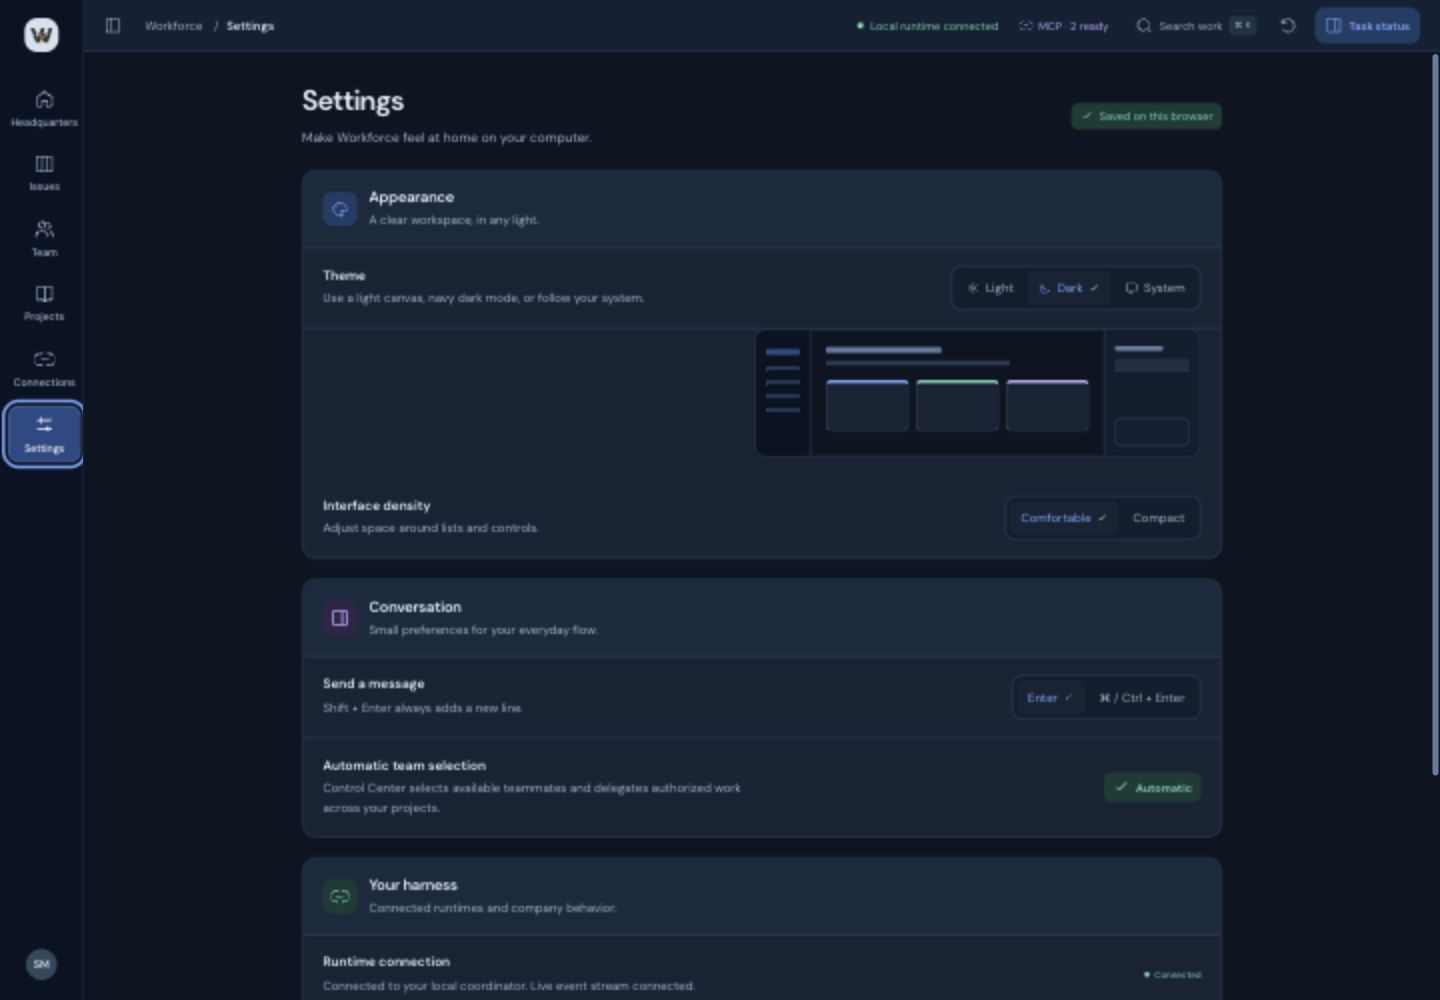 W
Workforce / Settings
Local runtime connected
MCP · 2 ready
Search work
Task status
Headquarters
Issues
Team
Projects
Connections
Settings
SM
Settings
Make Workforce feel at home on your computer.
Saved on this browser
Appearance
A clear workspace, in any light.
Theme
Use a light canvas, navy dark mode, or follow your system.
Light
Dark
System
Interface density
Adjust space around lists and controls.
Comfortable
Compact
Conversation
Small preferences for your everyday flow.
Send a message
Shift + Enter always adds a new line.
Enter
⌘ / Ctrl + Enter
Automatic team selection
Control Center selects available teammates and delegates authorized work
across your projects.
Automatic
Your harness
Connected runtimes and company behavior.
Runtime connection
Connected to your local coordinator. Live event stream connected.
Connected